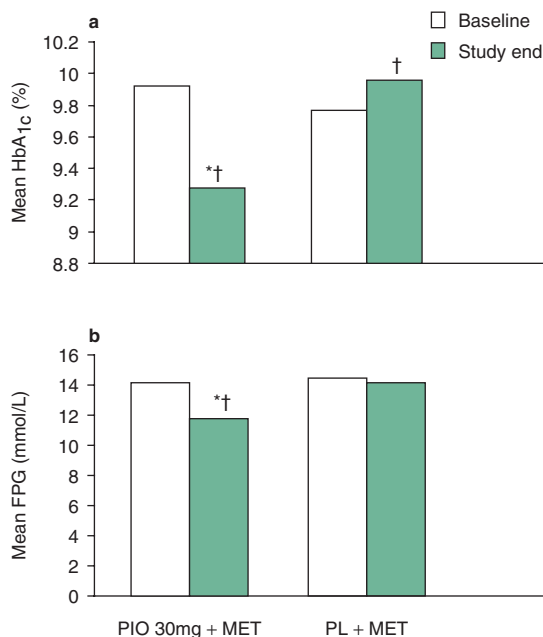 a
Baseline
Study end
Mean HbA1c (%)
10.2
10
9.8
9.6
9.4
9.2
9
8.8
*†
†
b
Mean FPG (mmol/L)
16
14
12
10
8
6
4
2
0
*†
PIO 30mg + MET
PL + MET